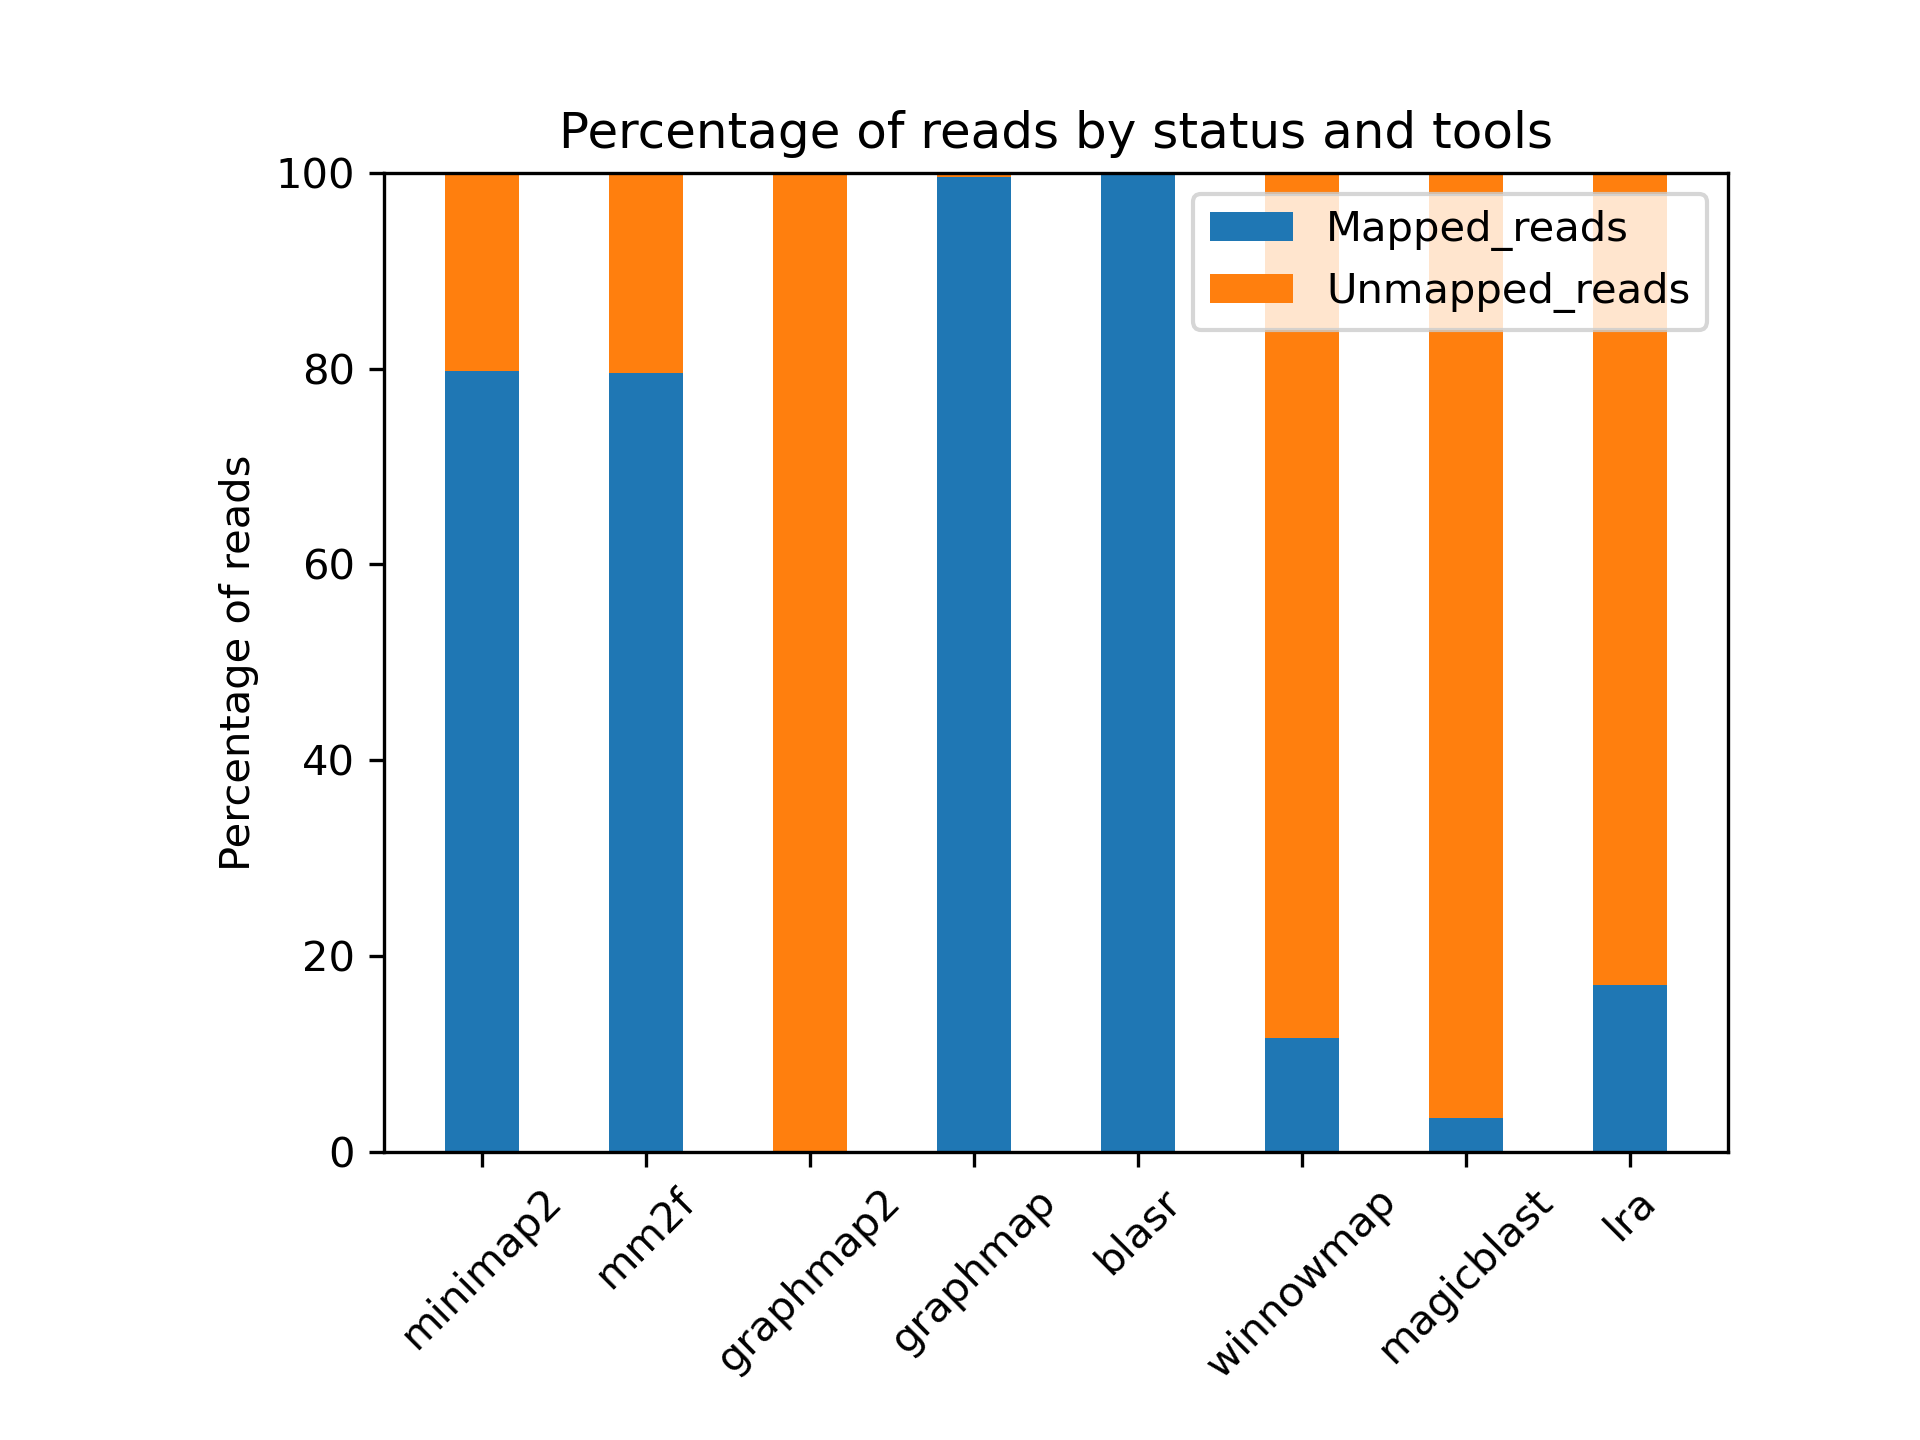 Percentage of reads by status and tools
Percentage of reads
100
80
60
40
20
0
Mapped_reads
Unmapped_reads
minimap2
mm2f
graphmap2
graphmap
blasr
winnowmap
magicblast
lra